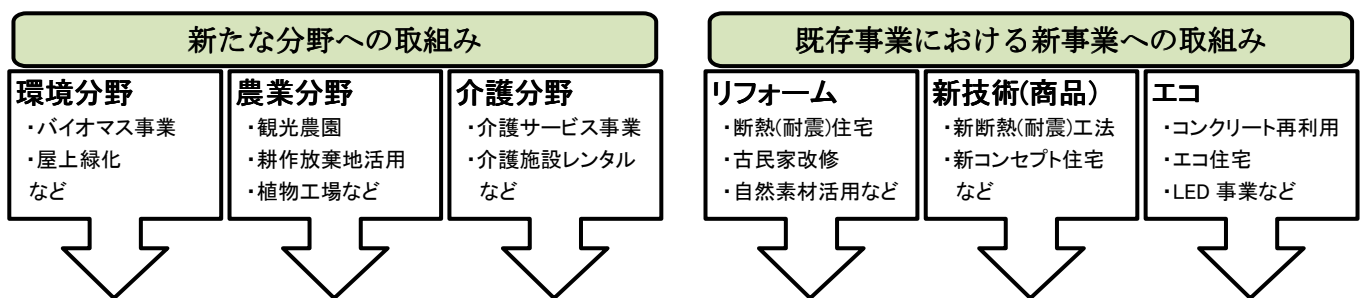 新たな分野への取組み
環境分野
・バイオマス事業
・屋上緑化
など
農業分野
・観光農園
・耕作放棄地活用
・植物工場など
介護分野
・介護サービス事業
・介護施設レンタル
など
既存事業における新事業への取組み
リフォーム
・断熱(耐震)住宅
・古民家改修
・自然素材活用など
新技術(商品)
・新断熱(耐震)工法
・新コンセプト住宅
など
エコ
・コンクリート再利用
・エコ住宅
・LED 事業など